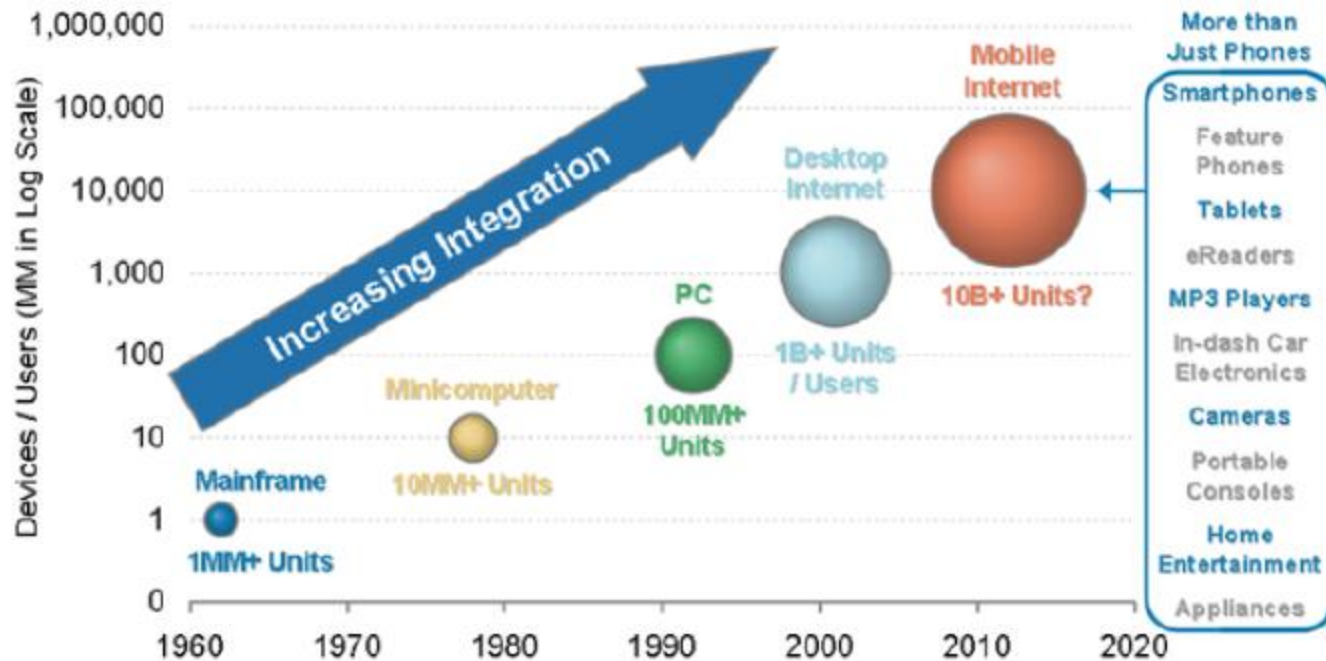 Devices / Users (MM in Log Scale)
1,000,000
100,000
10,000
1,000
100
10
1
0
1960
1970
1980
1990
2000
2010
2020
Increasing Integration
Mainframe
1MM+ Units
Minicomputer
10MM+ Units
PC
100MM+
Units
Desktop
Internet
1B+ Units
/ Users
Mobile
Internet
10B+ Units?
More than
Just Phones
Smartphones
Feature
Phones
Tablets
eReaders
MP3 Players
In-dash Car
Electronics
Cameras
Portable
Consoles
Home
Entertainment
Appliances